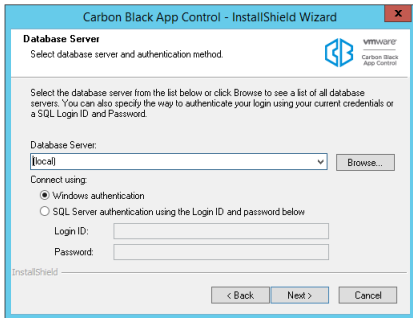 Carbon Black App Control - InstallShield Wizard
x
Database Server
Select database server and authentication method.
vmware
Carbon Black
App Control
Select the database server from the list below or click Browse to see a list of all database
servers. You can also specify the way to authenticate your login using your current credentials or
a SQL Login ID and Password.
Database Server:
(local)
Browse...
Connect using:
Windows authentication
SQL Server authentication using the Login ID and password below
Login ID:
Password:
InstallShield
< Back
Next >
Cancel